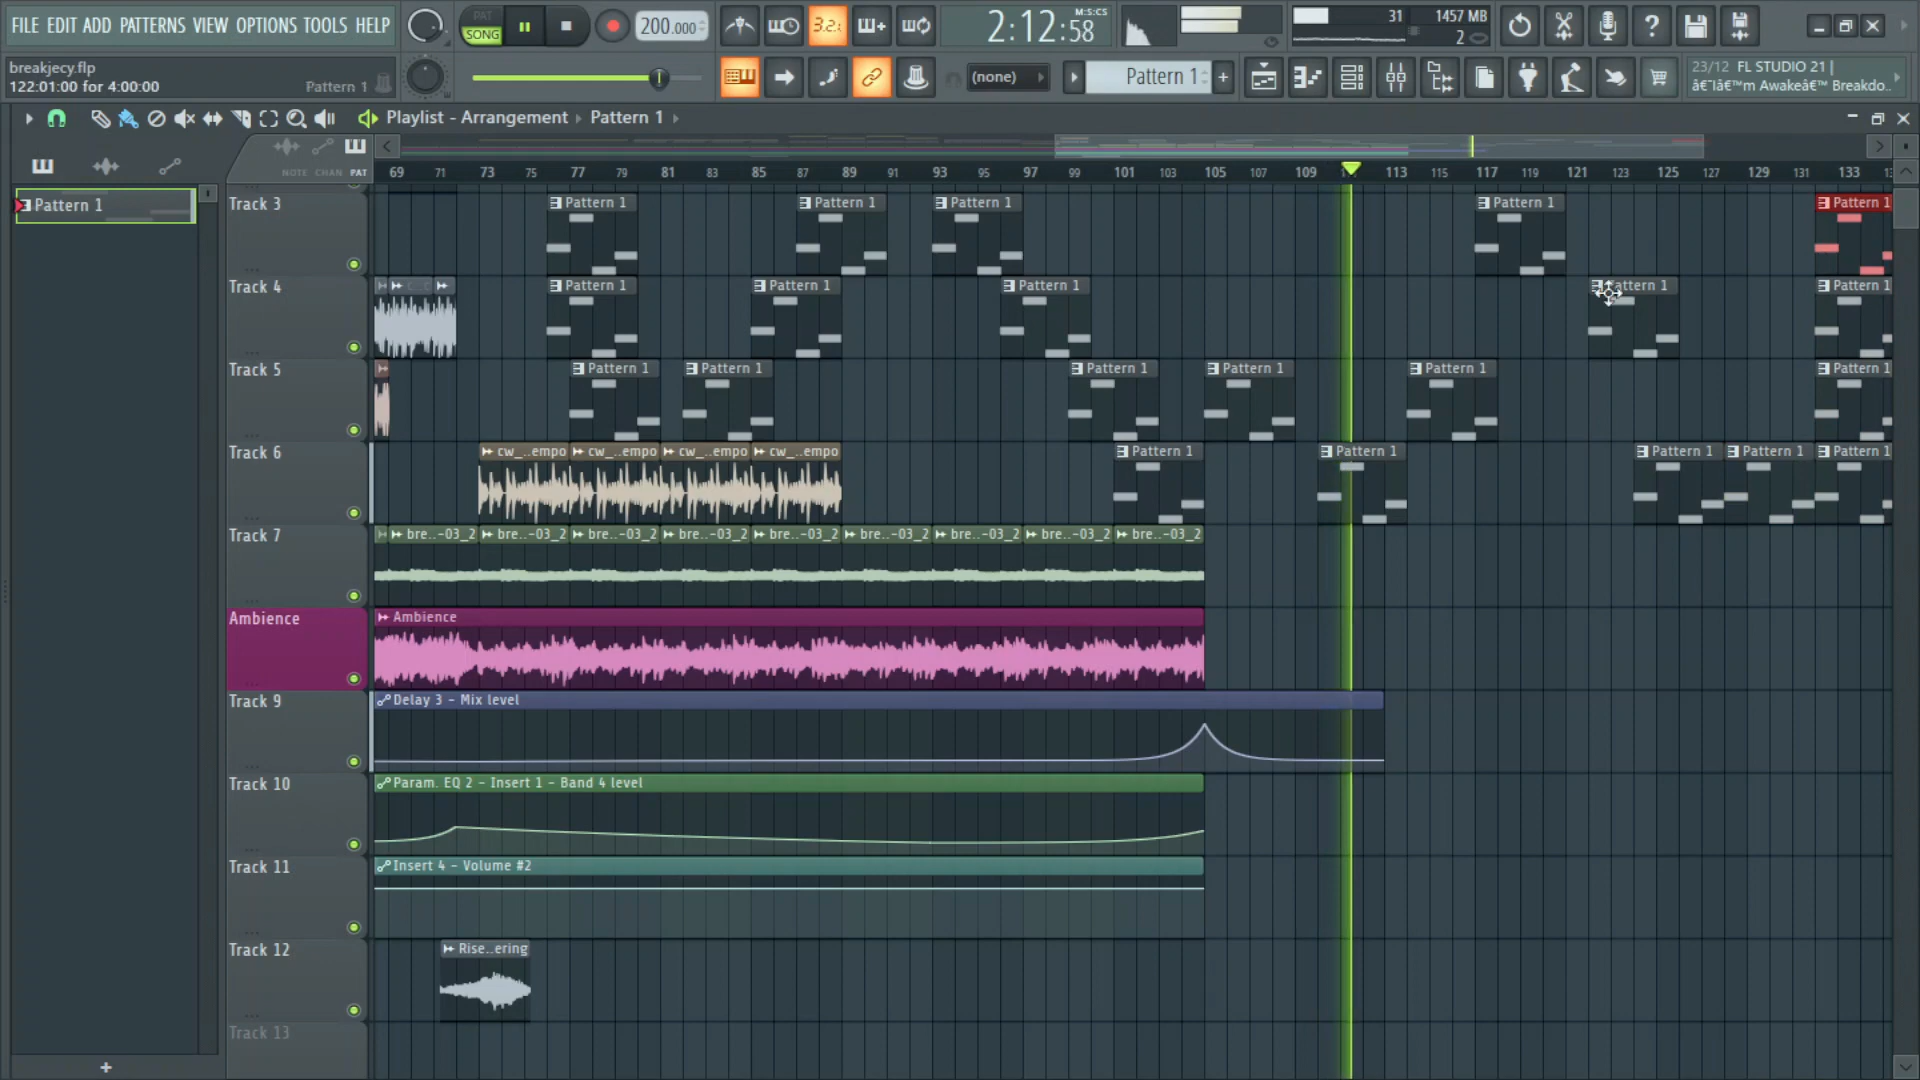 FILE EDIT ADD PATTERNS VIEW OPTIONS TOOLS HELP
PAT
SONG
200.000
3.2.
2:12:58
M:S:CS
31
1457 MB
2
breakjecy.flp
122:01:00 for 4:00:00
Pattern 1
(none)
Pattern 1
+
23/12 FL STUDIO 21 |
â€˜Iâ€™m Awakeâ€™ Breakdo..
Playlist - Arrangement › Pattern 1 ›
NOTE CHAN PAT
69 71 73 75 77 79 81 83 85 87 89 91 93 95 97 99 101 103 105 107 109 113 115 117 119 121 123 125 127 129 131 133
Pattern 1
Track 3
Pattern 1 Pattern 1 Pattern 1 Pattern 1 Pattern 1
Track 4
Pattern 1 Pattern 1 Pattern 1 attern 1 Pattern 1
Track 5
Pattern 1 Pattern 1 Pattern 1 Pattern 1 Pattern 1 Pattern 1
Track 6
cw_..empo cw_..empo cw_..empo cw_..empo Pattern 1 Pattern 1 Pattern 1 Pattern 1 Pattern 1
Track 7
bre..-03_2 bre..-03_2 bre..-03_2 bre..-03_2 bre..-03_2 bre..-03_2 bre..-03_2 bre..-03_2 bre..-03_2
Ambience
Ambience
Track 9
Delay 3 - Mix level
Track 10
Param. EQ 2 - Insert 1 - Band 4 level
Track 11
Insert 4 - Volume #2
Track 12
Rise..ering
Track 13
+